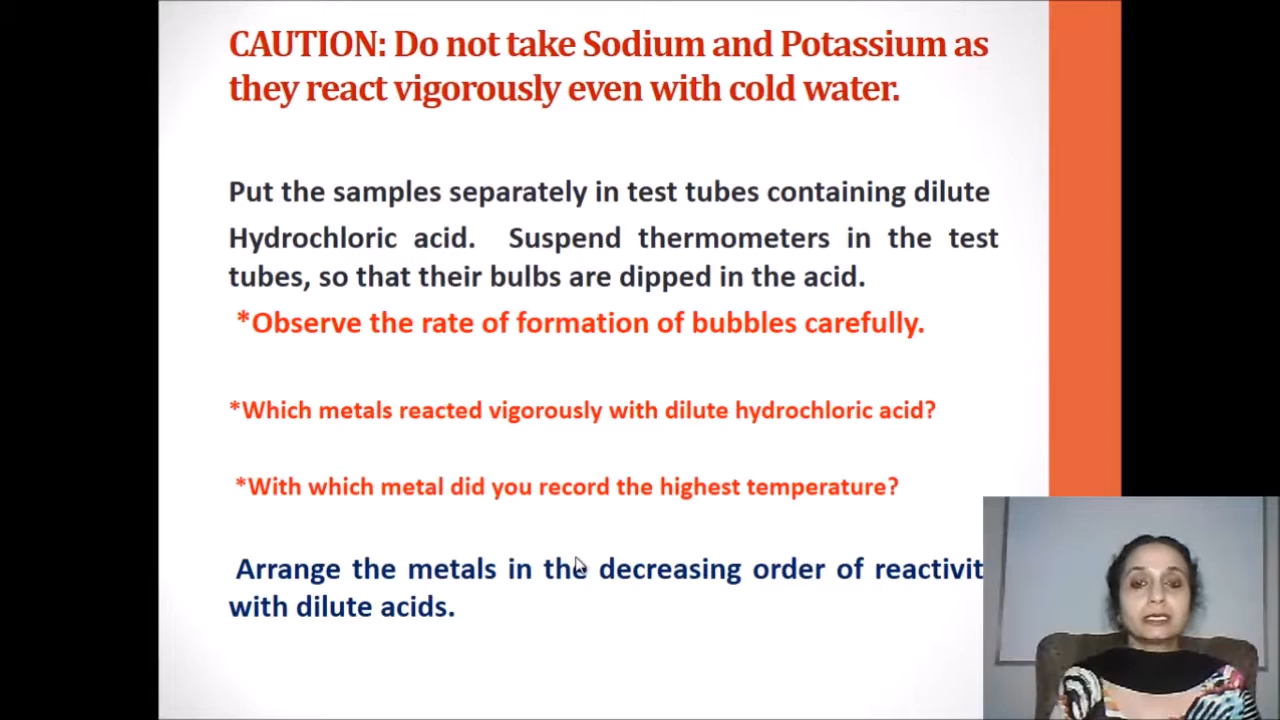 CAUTION: Do not take Sodium and Potassium as
they react vigorously even with cold water.
Put the samples separately in test tubes containing dilute
Hydrochloric acid. Suspend thermometers in the test
tubes, so that their bulbs are dipped in the acid.
*Observe the rate of formation of bubbles carefully.
*Which metals reacted vigorously with dilute hydrochloric acid?
*With which metal did you record the highest temperature?
Arrange the metals in the decreasing order of reactivit
with dilute acids.